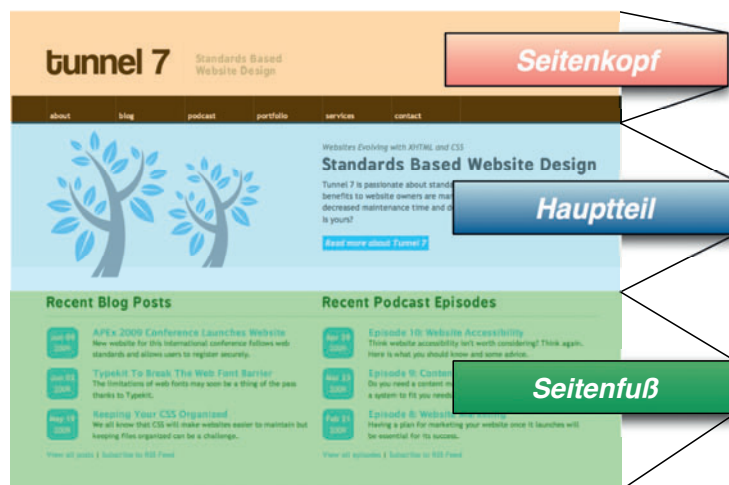 tunnel 7
Standards Based
Website Design
Seitenkopf
about blog podcast portfolio services contact
Websites Evolving with XHTML and CSS
Standards Based Website Design
Tunnel 7 is passionate about
benefits to website owners are
decreased maintenance time and
Is yours?
Hauptteil
Read more about Tunnel 7
Recent Blog Posts
Recent Podcast Episodes
APEx 2009 Conference Launches Website
New website for this international conference follows web
standards and allows users to register securely.
Episode 10: Website Accessibility
Think website accessibility isn't worth considering? Think again.
Here is what you should know and some advice.
Typekit To Break The Web Font Barrier
The limitations of web fonts may soon be a thing of the past
thanks to Typekit.
Episode 9:
Do you need a content
a system to fit you
Seitenfuß
May 19
2009
Keeping Your CSS Organized
We all know that CSS will make websites easier to maintain but
keeping files organized can be a challenge.
Feb 21
2009
Episode 8: Website
Having a plan for marketing your website once it launches will
be essential for its success.
View all posts | Subscribe to RSS Feed
View all episodes | Subscribe to RSS Feed